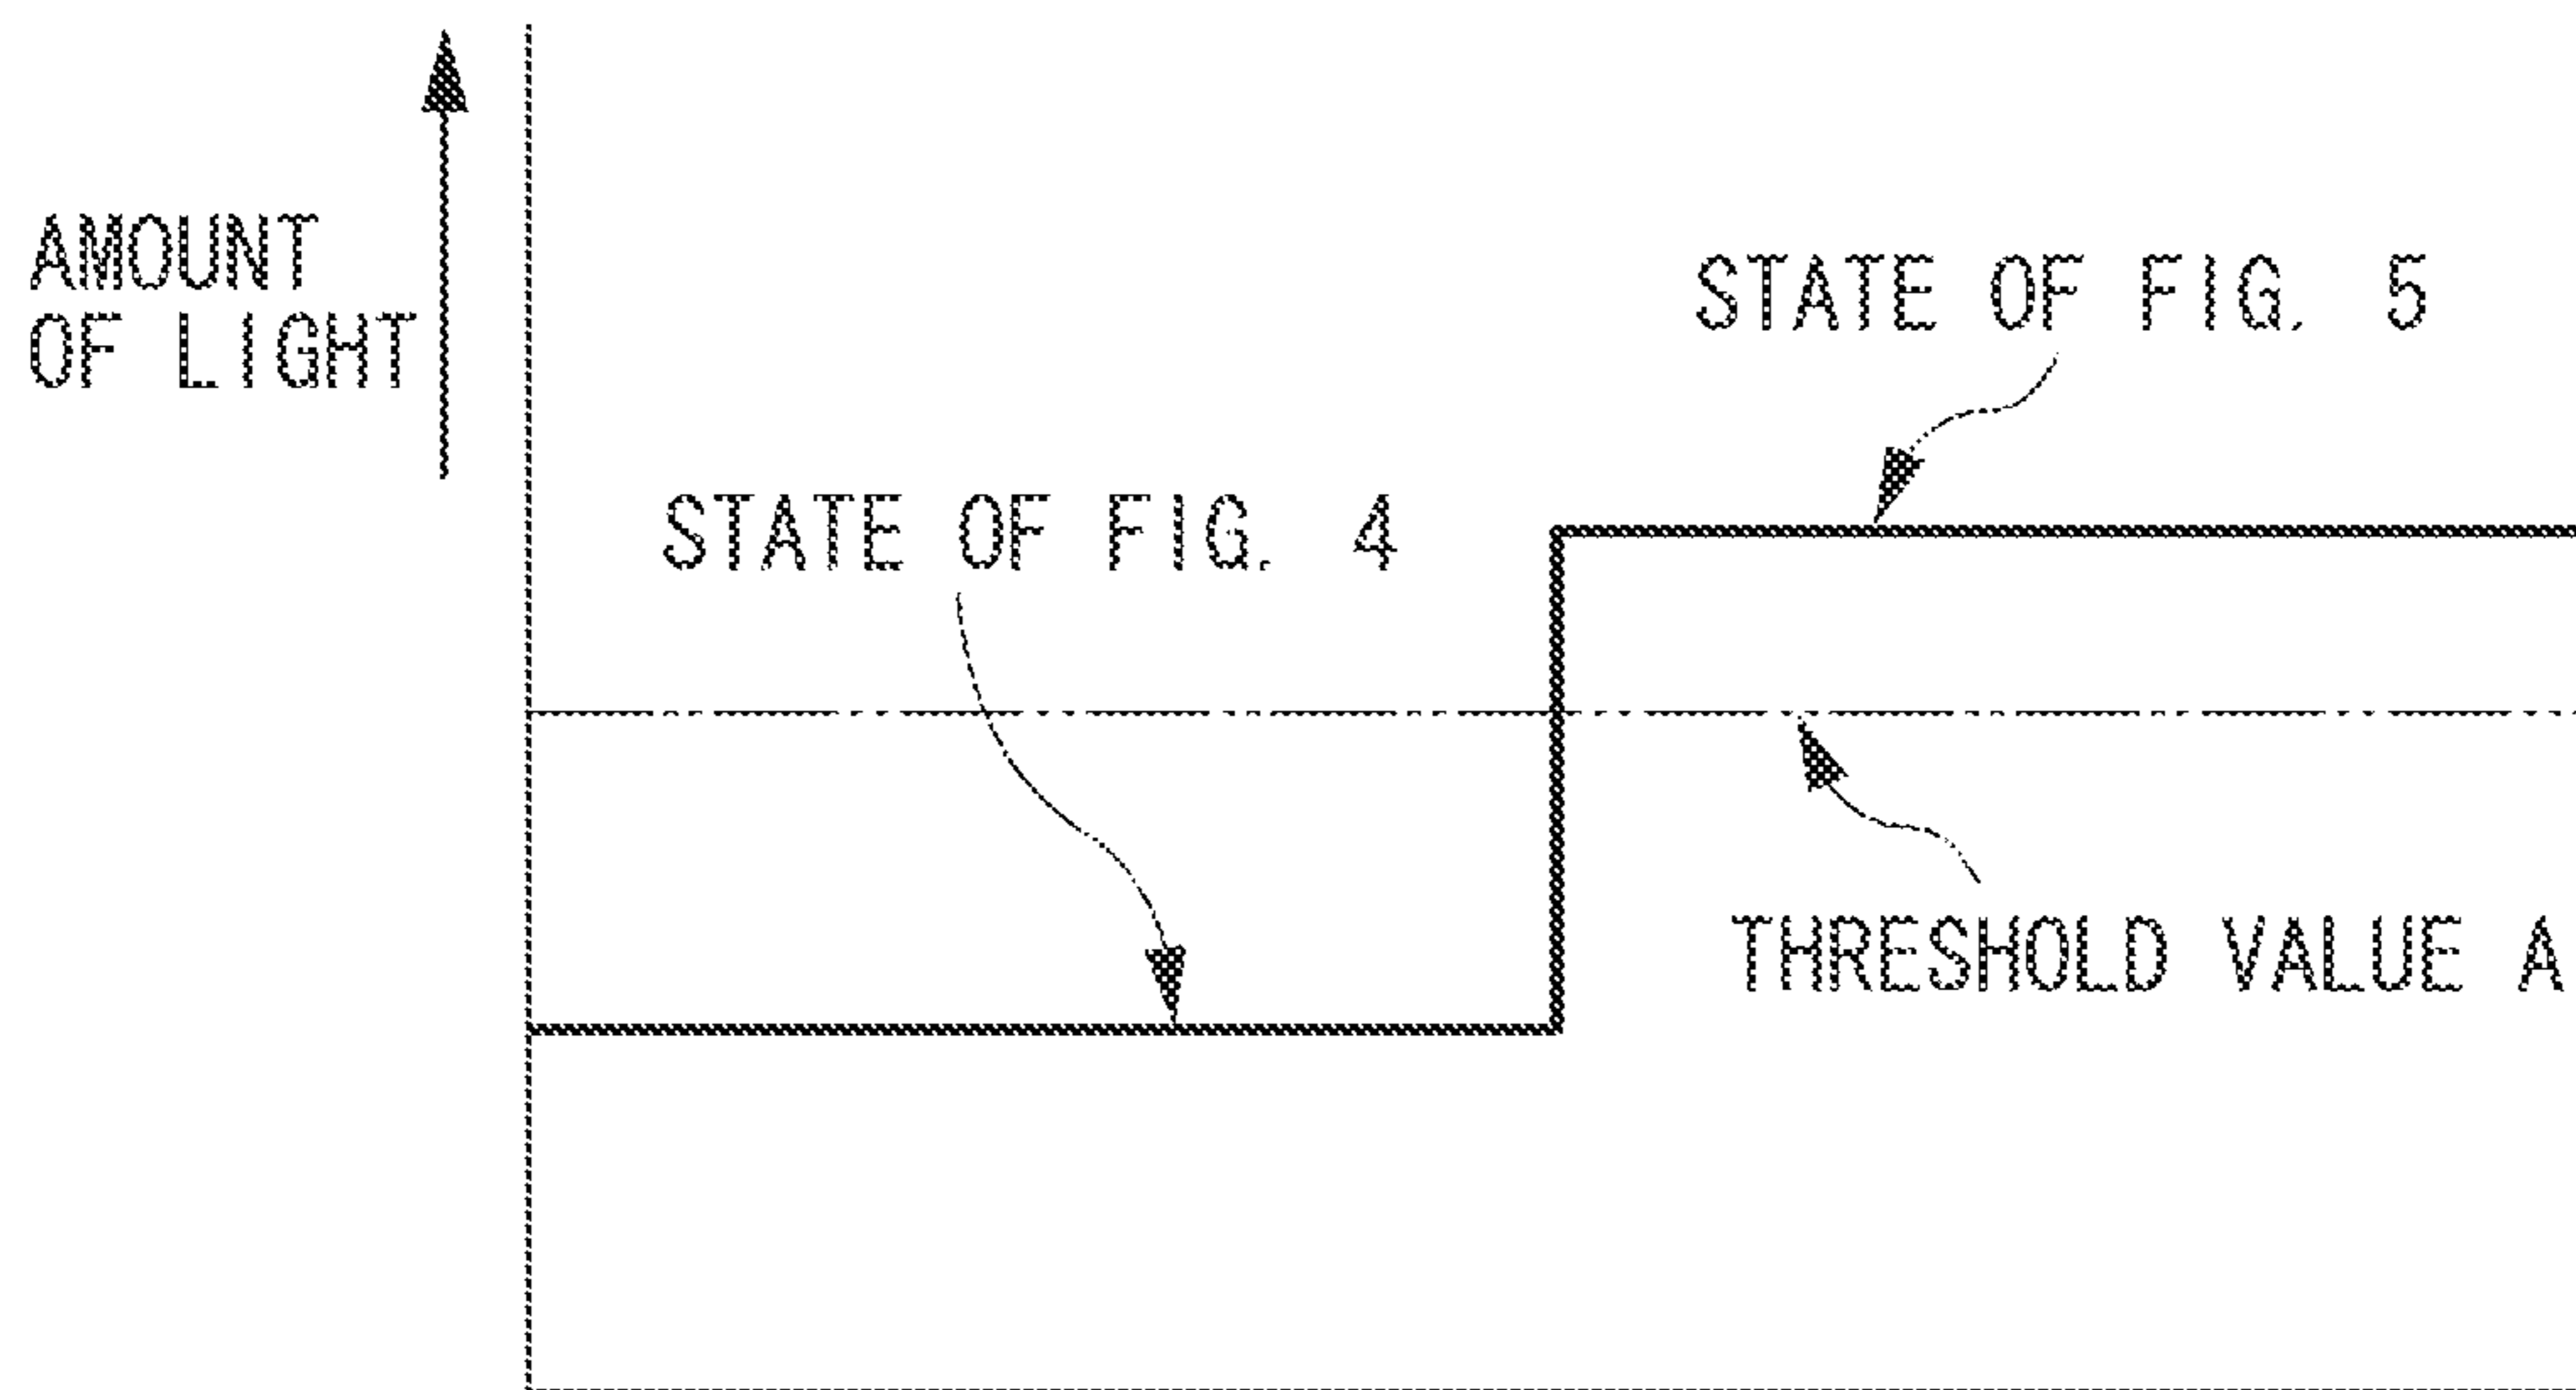 AMOUNT
OF LIGHT
STATE OF FIG. 5
STATE OF FIG. 4
THRESHOLD VALUE A